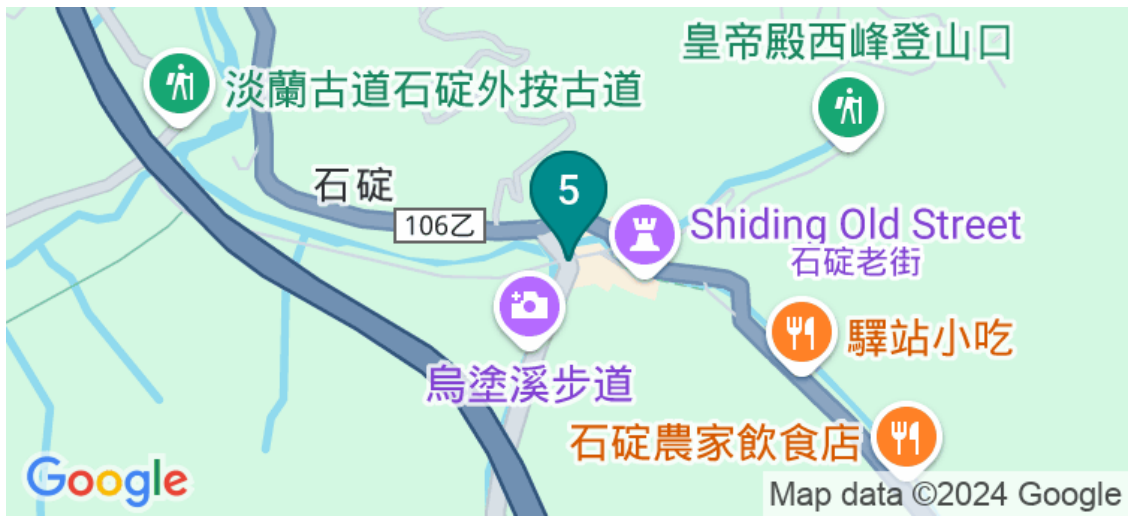 皇帝殿西峰登山口
淡蘭古道石碇外按古道
石碇
5
106乙
Shiding Old Street
石碇老街
驛站小吃
烏塗溪步道
石碇農家飲食店
Google
Map data ©2024 Google